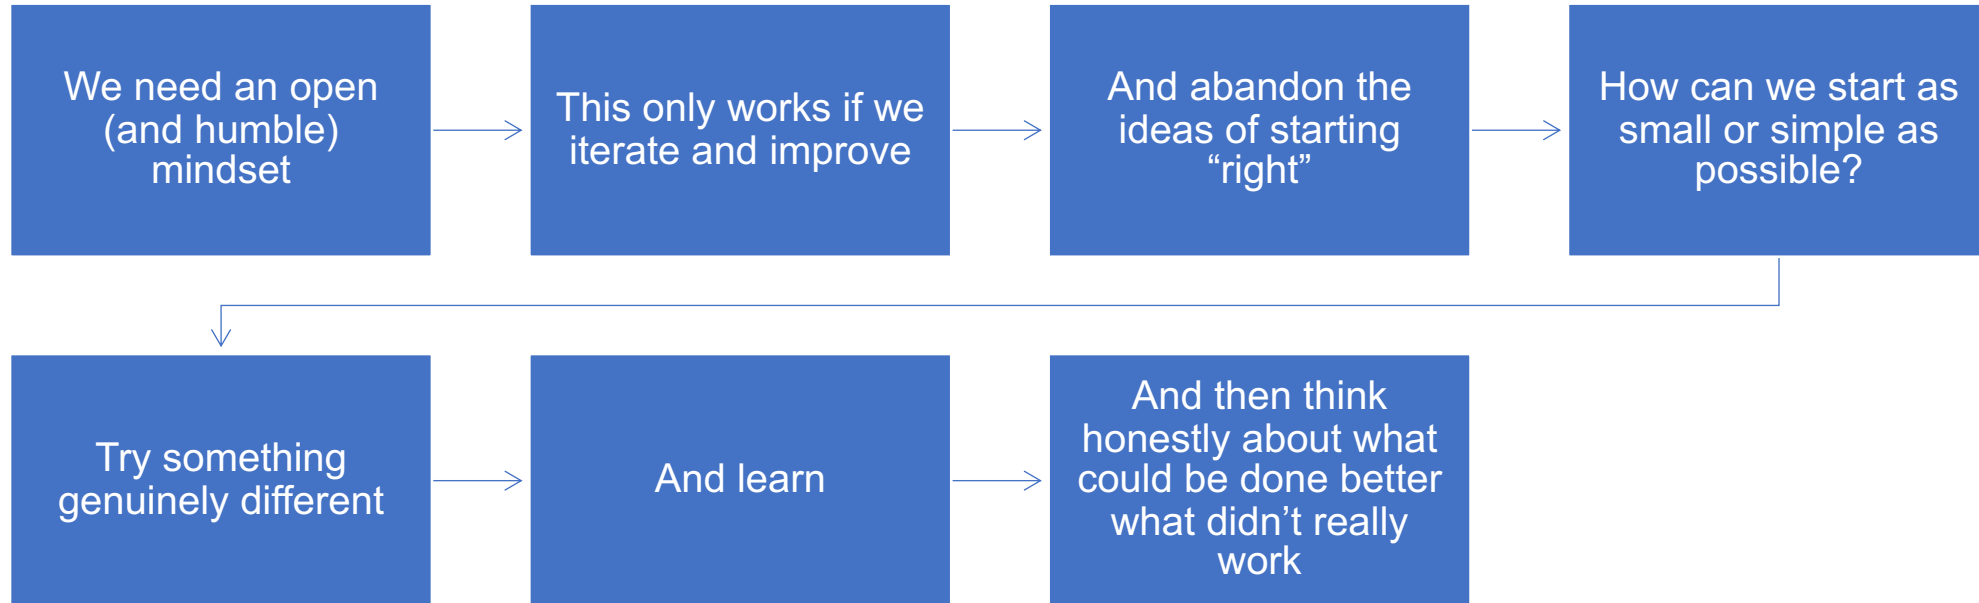 We need an open
(and humble)
mindset
This only works if we
iterate and improve
And abandon the
ideas of starting
“right”
How can we start as
small or simple as
possible?
Try something
genuinely different
And learn
And then think
honestly about what
could be done better
what didn’t really
work